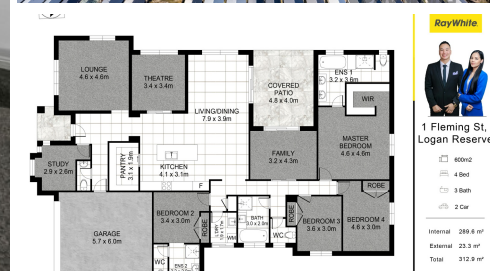 RayWhite.
LOUNGE
4.6 x 4.6m
THEATRE
3.4 x 3.4m
COVERED
PATIO
4.8 x 4.0m
ENS 1
3.2 x 3.6m
WIR
LIVING/DINING
7.9 x 3.9m
MASTER
BEDROOM
4.6 x 4.6m
FAMILY
3.2 x 4.3m
STUDY
2.9 x 2.6m
PANTRY
3.1 x 1.9m
T
KITCHEN
4.1 x 3.1m
F
ROBE
BEDROOM 2
3.4 x 3.0m
ROBE
L'DRY
WM
BATH
WC
ROBE
BEDROOM 3
3.6 x 3.0m
BEDROOM 4
4.6 x 3.0m
GARAGE
5.7 x 6.0m
WC
ENS 2
1 Fleming St,
Logan Reserve
600m2
4 Bed
3 Bath
2 Car
Internal 289.6 m²
External 23.3 m²
Total 312.9 m²